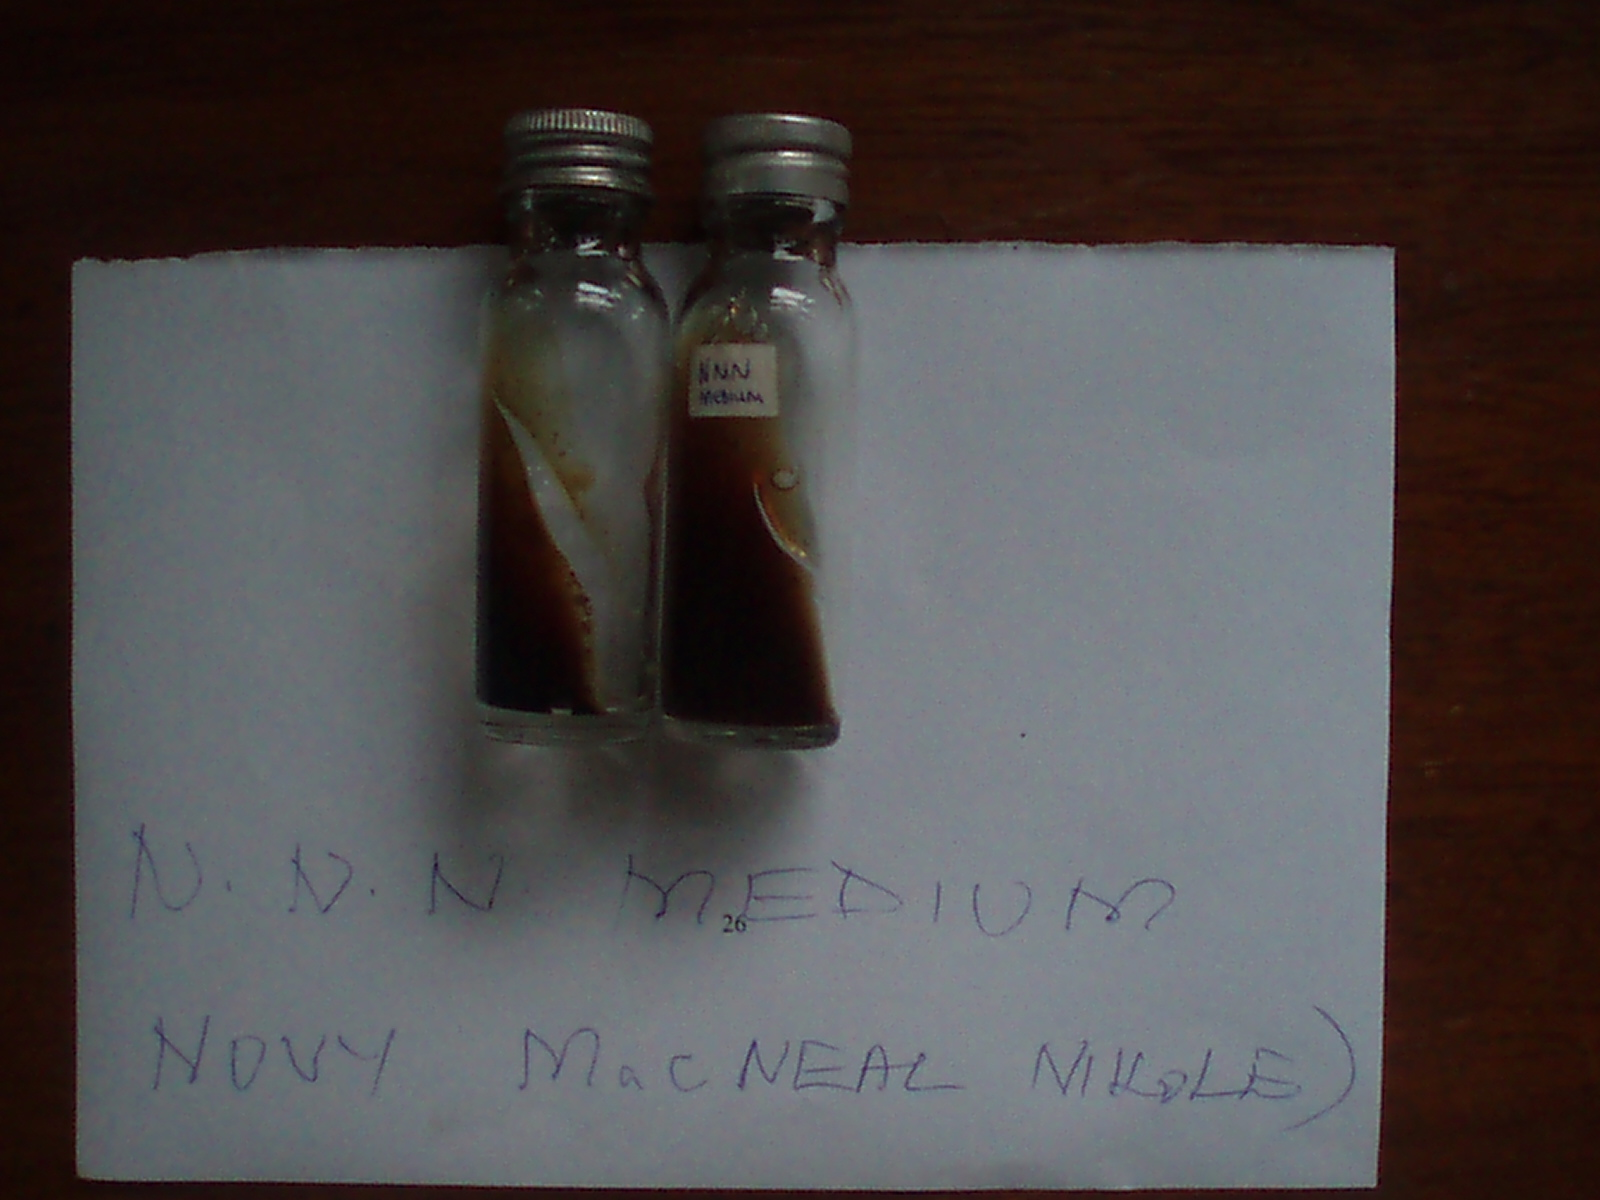 NNN
MEDIUM
N. N. N MEDIUM
26
NOVY MacNEAL NIKOLE)